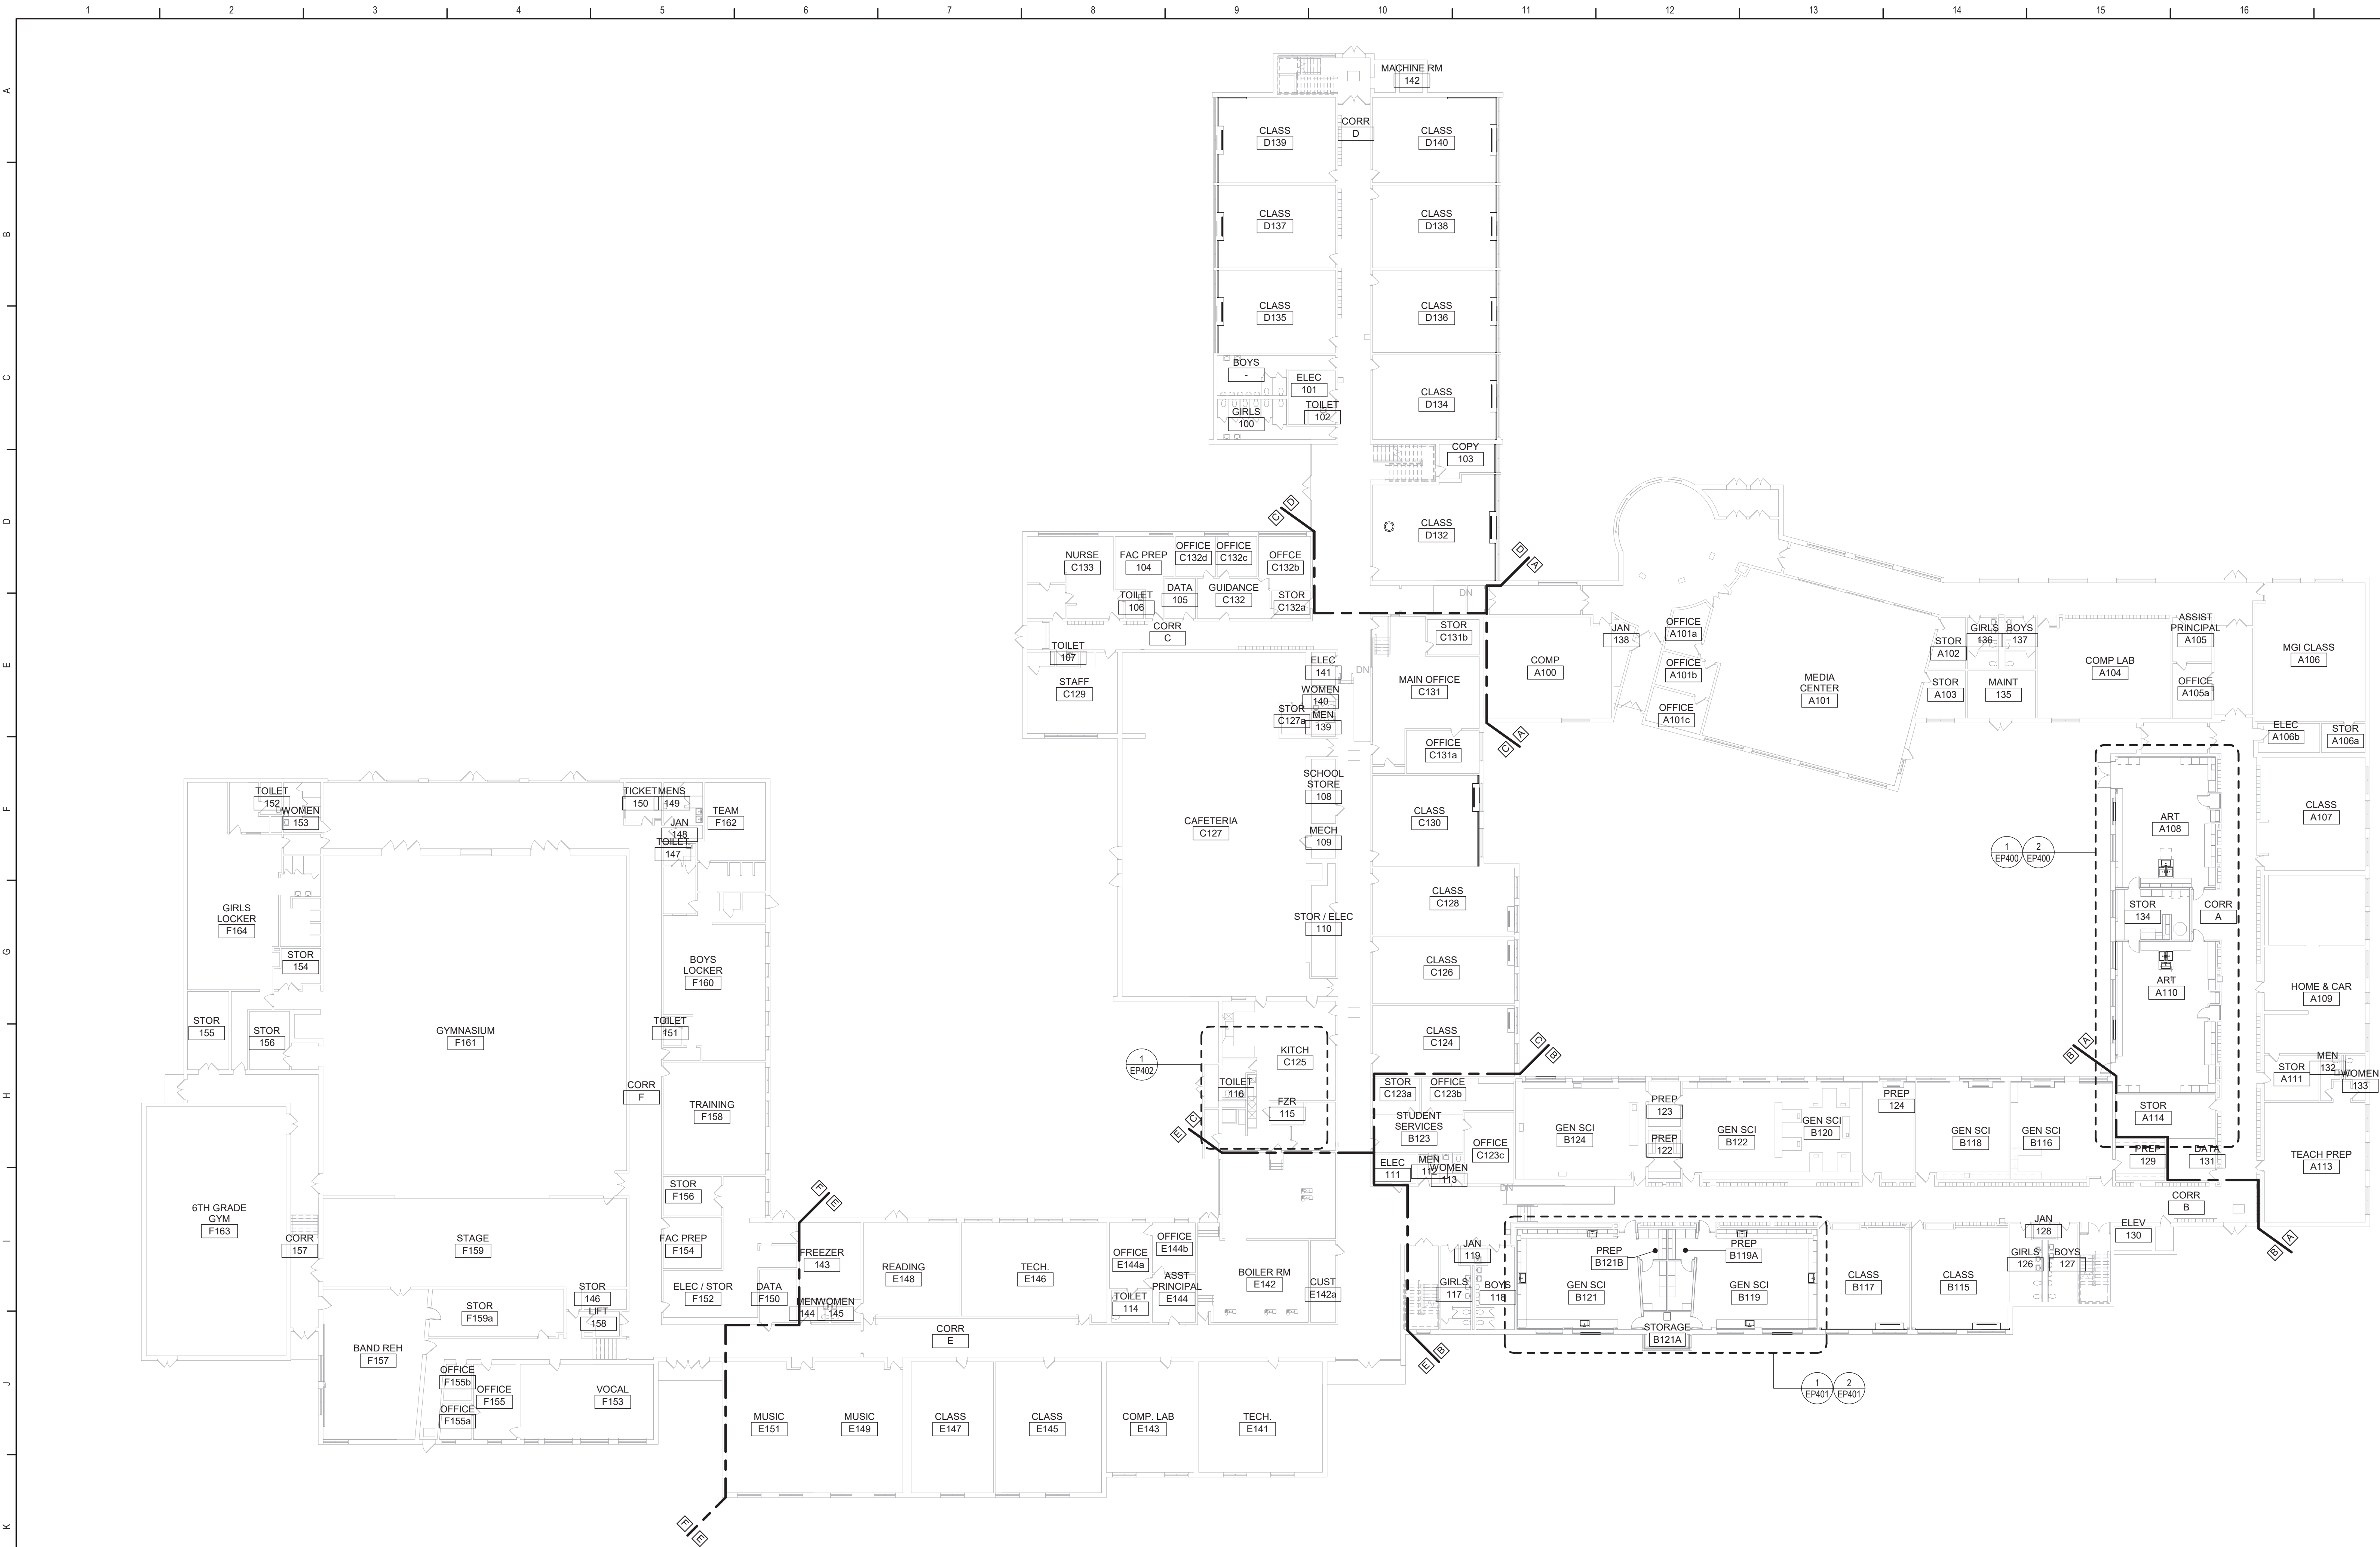 1 2 3 4 5 6 7 8 9 10 11 12 13 14 15 16
A
B
C
D
E
F
G
H
I
J
K
MACHINE RM
142
CLASS
D139
CORR
D
CLASS
D140
CLASS
D137
CLASS
D138
CLASS
D135
CLASS
D136
BOYS
-
ELEC
101
TOILET
102
GIRLS
100
CLASS
D134
COPY
103
C D
CLASS
D132
D A
NURSE
C133
FAC PREP
104
OFFICE
C132d
OFFICE
C132c
OFFCE
C132b
TOILET
106
DATA
105
GUIDANCE
C132
STOR
C132a
DN
CORR
C
TOILET
107
STAFF
C129
ELEC
141
DN
WOMEN
140
STOR
C127a
MEN
139
STOR
C131b
MAIN OFFICE
C131
OFFICE
C131a
C A
COMP
A100
JAN
138
OFFICE
A101a
OFFICE
A101b
OFFICE
A101c
MEDIA
CENTER
A101
STOR
A102
GIRLS
136
BOYS
137
STOR
A103
MAINT
135
COMP LAB
A104
ASSIST
PRINCIPAL
A105
OFFICE
A105a
MGI CLASS
A106
ELEC
A106b
STOR
A106a
TOILET
152
WOMEN
153
TICKET
150
MENS
149
JAN
148
TOILET
147
TEAM
F162
CAFETERIA
C127
SCHOOL
STORE
108
MECH
109
CLASS
C130
ART
A108
CLASS
A107
1
EP400
2
EP400
GIRLS
LOCKER
F164
STOR
154
BOYS
LOCKER
F160
STOR / ELEC
110
CLASS
C128
CLASS
C126
STOR
134
CORR
A
ART
A110
HOME & CAR
A109
STOR
155
STOR
156
GYMNASIUM
F161
TOILET
151
CORR
F
TRAINING
F158
1
EP402
KITCH
C125
TOILET
116
FZR
115
E C
CLASS
C124
C B
STOR
C123a
OFFICE
C123b
STUDENT
SERVICES
B123
OFFICE
C123c
ELEC
111
MEN
112
WOMEN
113
DN
GEN SCI
B124
PREP
123
PREP
122
GEN SCI
B122
GEN SCI
B120
PREP
124
GEN SCI
B118
GEN SCI
B116
B A
STOR
A114
PREP
129
DATA
131
STOR
A111
MEN
132
WOMEN
133
TEACH PREP
A113
CORR
B
6TH GRADE
GYM
F163
CORR
157
STAGE
F159
STOR
F156
FAC PREP
F154
ELEC / STOR
F152
F E
DATA
F150
FREEZER
143
MEN
144
WOMEN
145
READING
E148
TECH.
E146
OFFICE
E144a
OFFICE
E144b
ASST
PRINCIPAL
E144
TOILET
114
BOILER RM
E142
CUST
E142a
JAN
119
GIRLS
117
BOYS
118
PREP
B121B
PREP
B119A
GEN SCI
B121
GEN SCI
B119
STORAGE
B121A
CLASS
B117
CLASS
B115
JAN
128
GIRLS
126
BOYS
127
ELEV
130
B A
STOR
146
LIFT
158
STOR
F159a
CORR
E
BAND REH
F157
OFFICE
F155b
OFFICE
F155
OFFICE
F155a
VOCAL
F153
E B
1
EP401
2
EP401
MUSIC
E151
MUSIC
E149
CLASS
E147
CLASS
E145
COMP. LAB
E143
TECH.
E141
F E